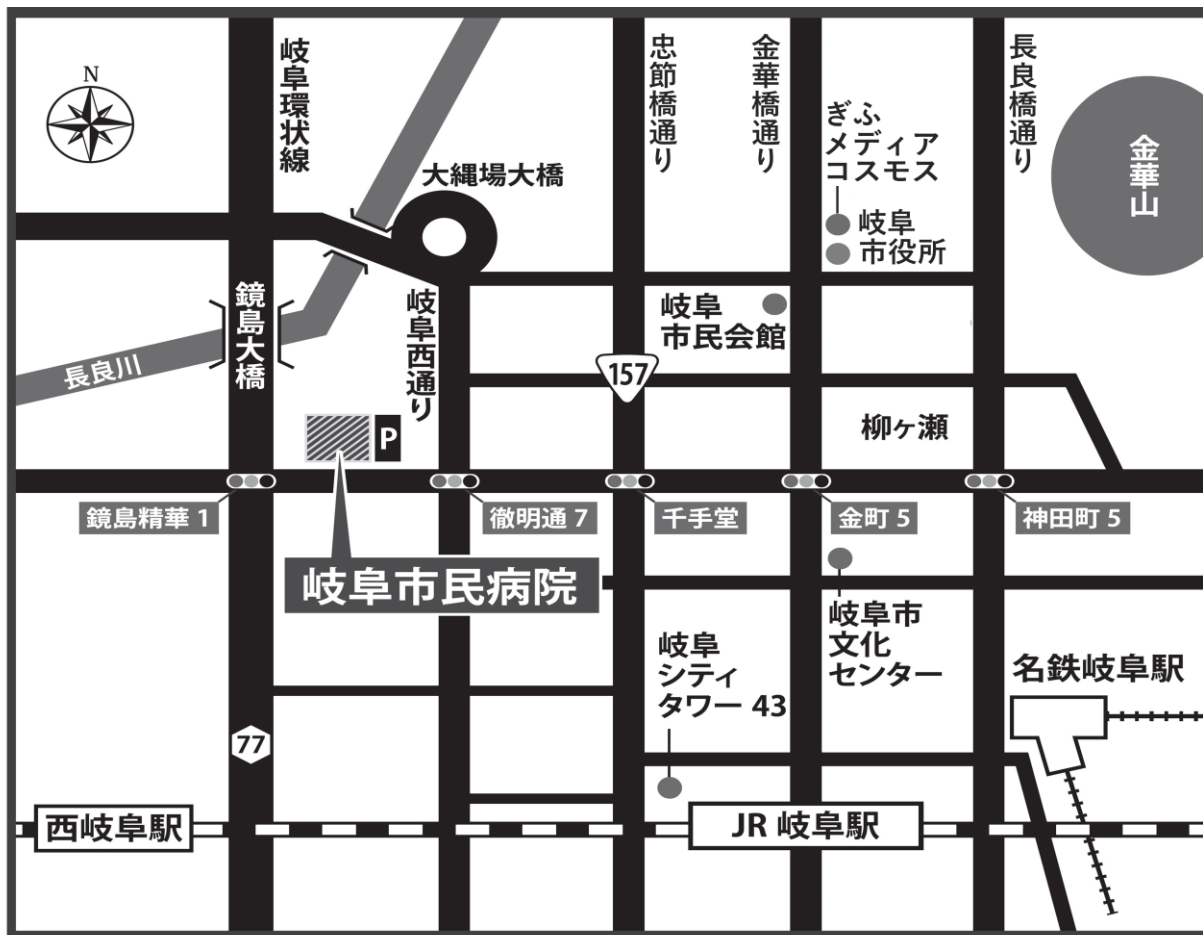 N
岐阜環状線
忠節橋通り
金華橋通り
長良橋通り
ぎふ
メディア
コスモス
岐阜
市役所
金華山
大縄場大橋
鏡島大橋
長良川
岐阜西通り
岐阜
市民会館
157
柳ヶ瀬
P
鏡島精華 1
徹明通 7
千手堂
金町 5
神田町 5
岐阜市民病院
岐阜市
文化
センター
岐阜
シティ
タワー 43
名鉄岐阜駅
77
西岐阜駅
JR 岐阜駅